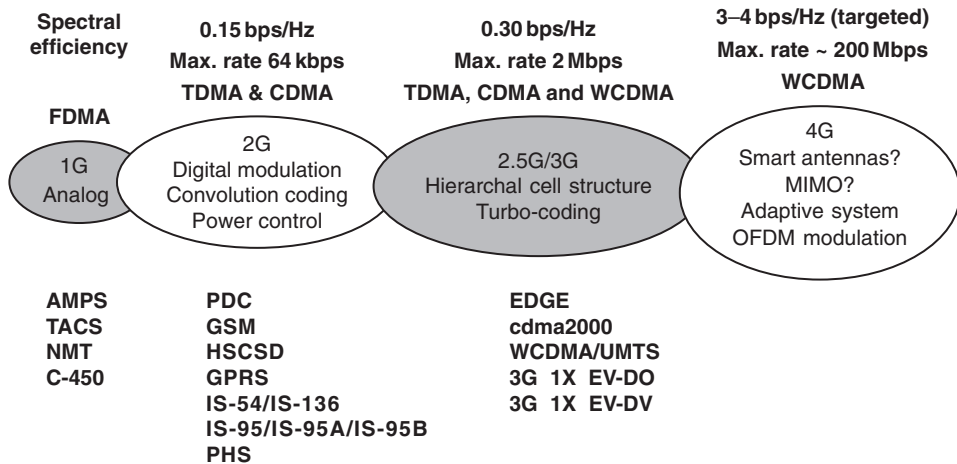 Spectral
efficiency
0.15 bps/Hz
Max. rate 64 kbps
TDMA & CDMA
0.30 bps/Hz
Max. rate 2 Mbps
TDMA, CDMA and WCDMA
3–4 bps/Hz (targeted)
Max. rate ~ 200 Mbps
WCDMA
FDMA
1G
Analog
2G
Digital modulation
Convolution coding
Power control
2.5G/3G
Hierarchal cell structure
Turbo-coding
4G
Smart antennas?
MIMO?
Adaptive system
OFDM modulation
AMPS
TACS
NMT
C-450
PDC
GSM
HSCSD
GPRS
IS-54/IS-136
IS-95/IS-95A/IS-95B
PHS
EDGE
cdma2000
WCDMA/UMTS
3G 1X EV-DO
3G 1X EV-DV